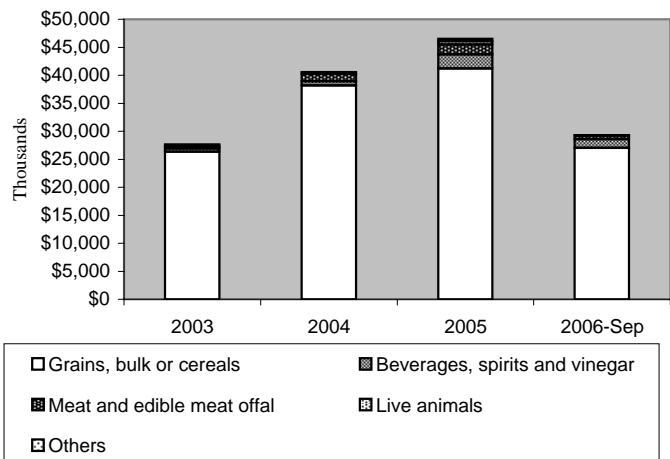 $50,000
$45,000
$40,000
$35,000
$30,000
$25,000
$20,000
$15,000
$10,000
$5,000
$0
Thousands
2003 2004 2005 2006-Sep
Grains, bulk or cereals Beverages, spirits and vinegar
Meat and edible meat offal Live animals
Others